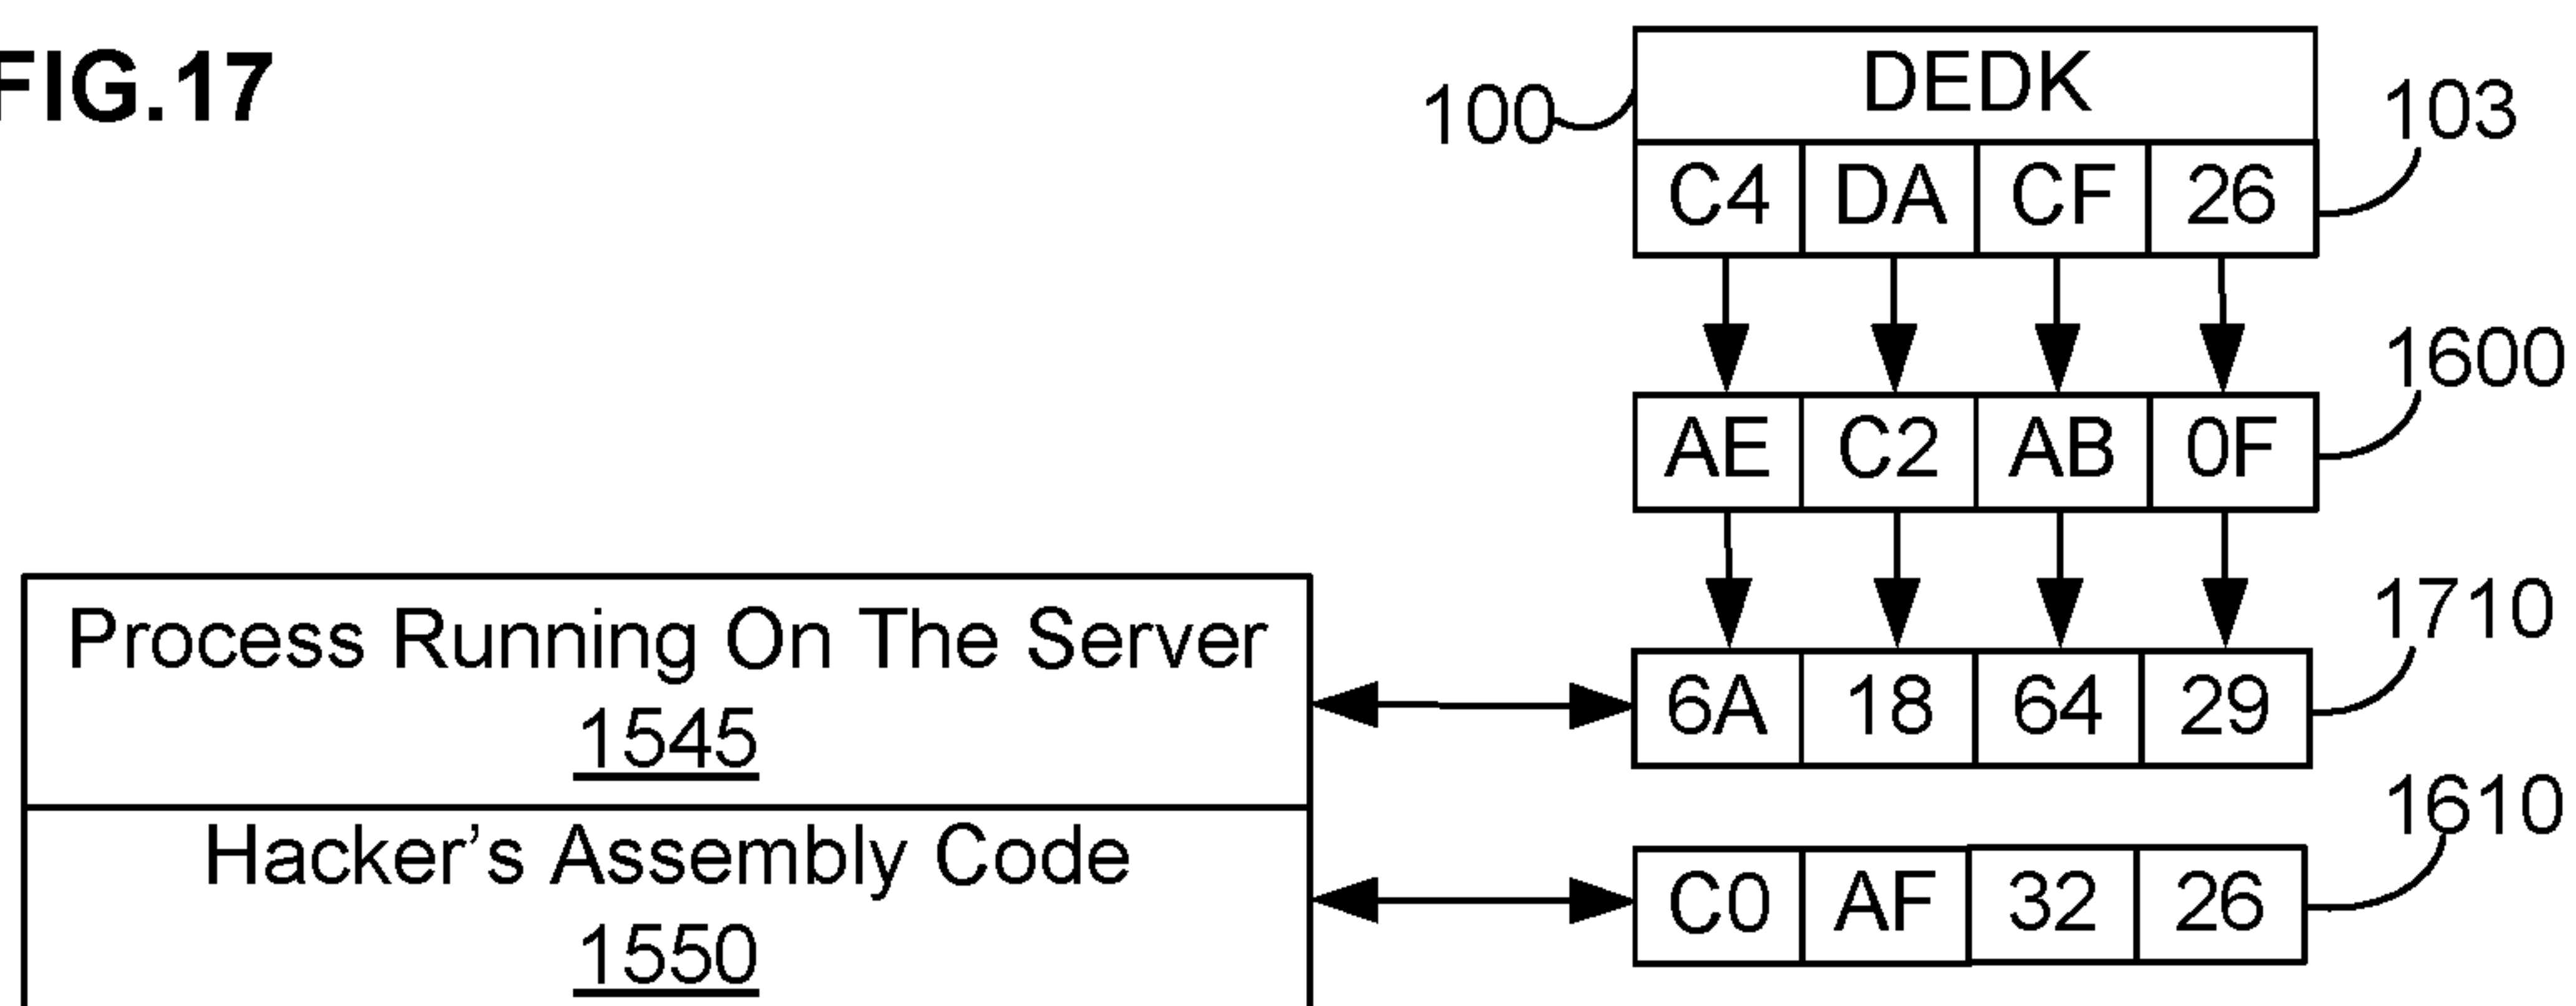 FIG.17
DEDK
100
103
C4 DA CF 26
1600
AE C2 AB 0F
1710
Process Running On The Server
1545
6A 18 64 29
1610
Hacker's Assembly Code
1550
C0 AF 32 26